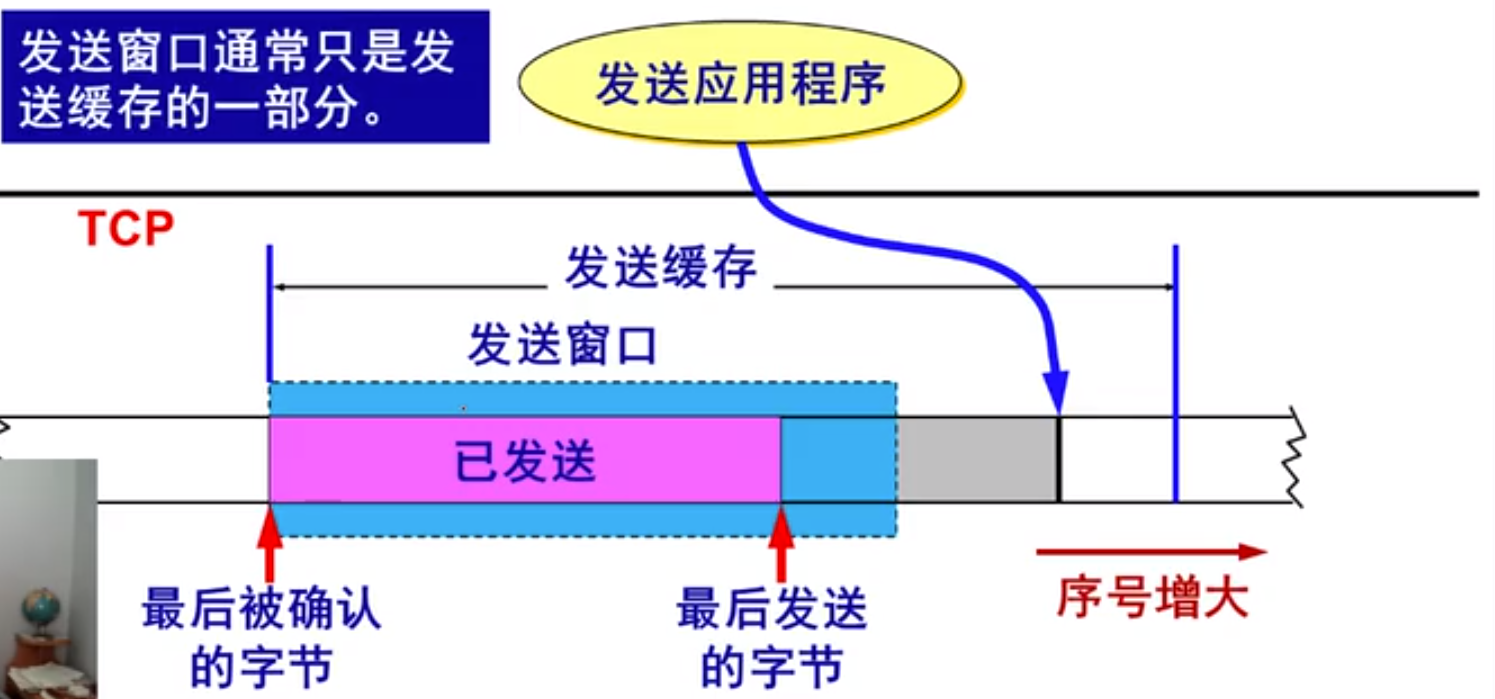 发送窗口通常只是发
送缓存的一部分。
发送应用程序
TCP
发送缓存
发送窗口
已发送
最后被确认
的字节
最后发送
的字节
序号增大